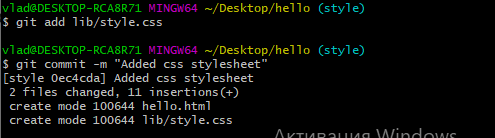 vlad@DESKTOP-RCA8R71 MINGW64 ~/Desktop/hello (style)
$ git add lib/style.css
vlad@DESKTOP-RCA8R71 MINGW64 ~/Desktop/hello (style)
$ git commit -m "Added css stylesheet"
[style 0ec4cda] Added css stylesheet
2 files changed, 11 insertions(+)
create mode 100644 hello.html
create mode 100644 lib/style.css
Активация Windows